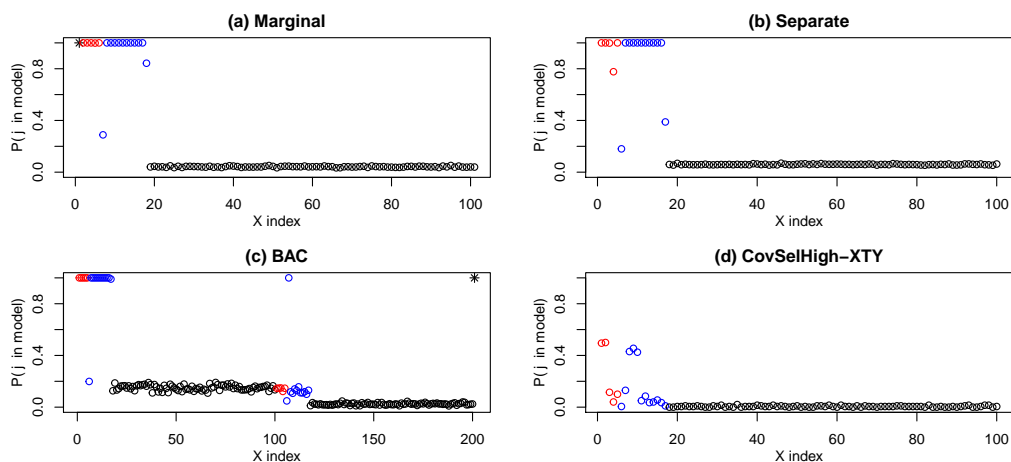 (a) Marginal
P( j  in model)
0.0 0.4 0.8
0 20 40 60 80 100
X index
(b) Separate
P( j  in model)
0.0 0.4 0.8
0 20 40 60 80 100
X index
(c) BAC
P( j  in model)
0.0 0.4 0.8
0 50 100 150 200
X index
(d) CovSelHigh−XTY
P( j  in model)
0.0 0.4 0.8
0 20 40 60 80 100
X index